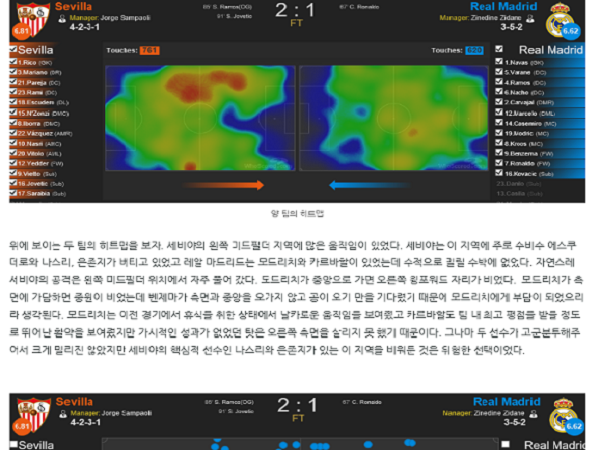 Sevilla
Manager: Jorge Sampaoli
4-2-3-1
6.81
85' S. Ramos(OG)
91' S. Jovetic
2 : 1
FT
67' C. Ronaldo
Real Madrid
Manager: Zinedine Zidane
3-5-2
6.62
Sevilla
Touches: 761
Touches: 628
Real Madrid
1.Rico (GK)
3.Mariano (DR)
21.Pareja (DC)
23.Rami (DC)
18.Escudero (DL)
15.N'Zonzi (DMC)
8.Iborra (DMC)
22.Vázquez (AMR)
10.Nasri (AMC)
20.Vitolo (AML)
12.Yedder (FW)
9.Vietto (Sub)
16.Jovetic (Sub)
17.Sarabia (Sub)
1.Navas (GK)
5.Varane (DC)
4.Ramos (DC)
6.Nacho (DC)
2.Carvajal (DMR)
12.Marcelo (DML)
14.Casemiro (MC)
19.Modric (MC)
8.Kroos (MC)
9.Benzema (FW)
7.Ronaldo (FW)
16.Kovacic (Sub)
23.Danilo (Sub)
양 팀의 히트맵
위에 보이는 두 팀의 히트맵을 보자. 세비야의 왼쪽 미드필더 지역에 많은 움직임이 있었다. 세비야는 이 지역에 주로 수비수 에스쿠
데로와 나스리, 은존지가 버티고 있었고 레알 마드리드는 모드리치와 카르바할이 있었는데 수적으로 밀릴 수밖에 없었다. 자연스레
세비야의 공격은 왼쪽 미드필더 위치에서 자주 풀어 갔다. 모드리치가 중앙으로 가면 오른쪽 윙포워드 자리가 비었다. 모드리치가 측
면에 가담하면 중원이 비었는데 벤제마가 측면과 중앙을 오가지 않고 공이 오기 만을 기다렸기 때문에 모드리치에게 부담이 되었으리
라 생각된다. 모드리치는 이전 경기에서 휴식을 취한 상태에서 날카로운 움직임을 보여줬고 카르바할도 팀 내 최고 평점을 받을 정도
로 뛰어난 활약을 보여줬지만 가시적인 성과가 없었던 탓은 오른쪽 측면을 살리지 못 했기 때문이다. 그나마 두 선수가 고군분투해주
어서 크게 밀리진 않았지만 세비야의 핵심적 선수인 나스리와 은존지가 있는 이 지역을 비워둔 것은 위험한 선택이었다.
Sevilla
Manager: Jorge Sampaoli
4-2-3-1
6.81
85' S. Ramos(OG)
91' S. Jovetic
2 : 1
FT
67' C. Ronaldo
Real Madrid
Manager: Zinedine Zidane
3-5-2
6.62
Sevilla
Real Madrid